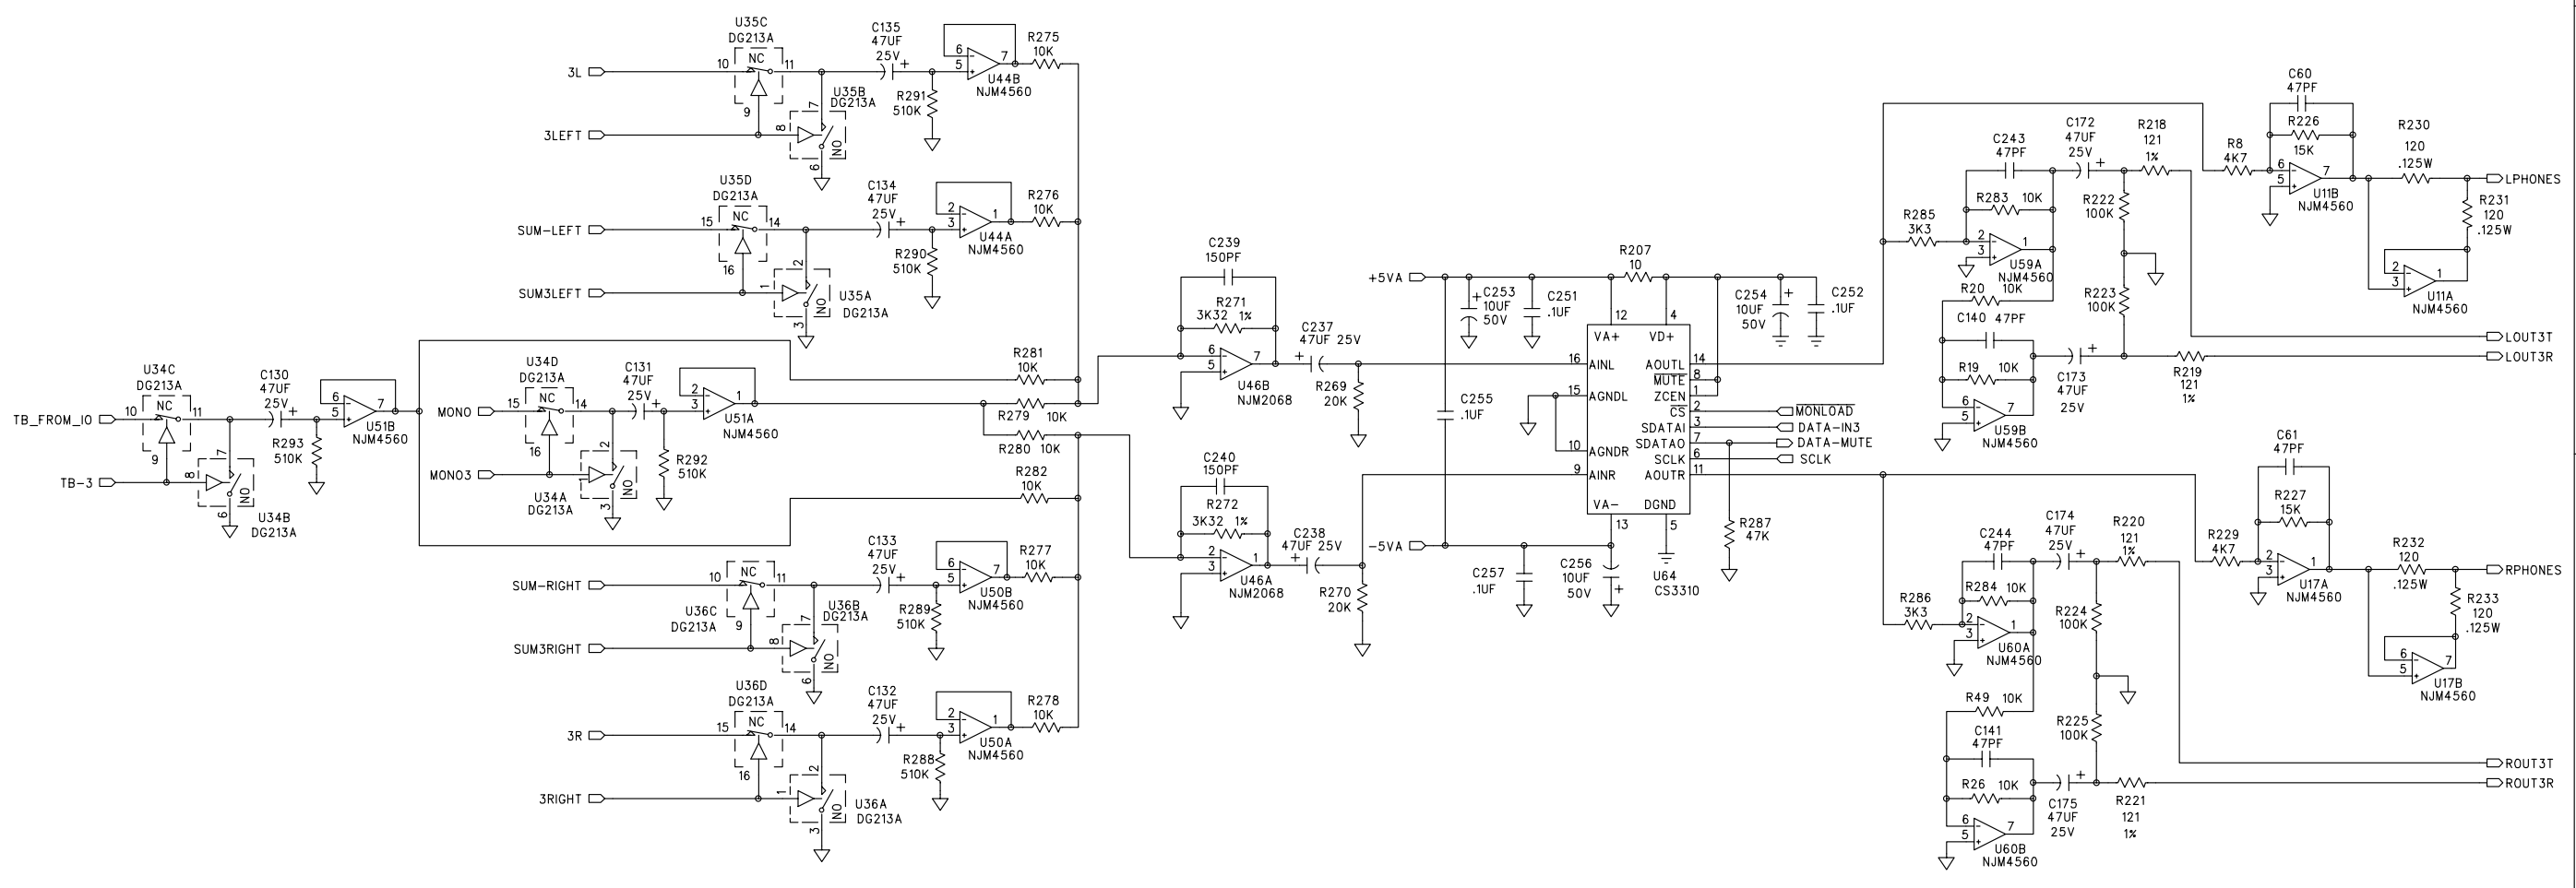 U35C
DG213A
NC
3L
10
11
9
C135
47UF
25V
+
6
5
7
U44B
NJM4560
R275
10K
R291
510K
U35B
DG213A
7
8
6
NO
3LEFT
U35D
DG213A
NC
SUM-LEFT
15
14
16
C134
47UF
25V
+
2
3
1
U44A
NJM4560
R276
10K
R290
510K
SUM3LEFT
1
2
3
NO
U35A
DG213A
U34C
DG213A
NC
TB_FROM_IO
10
11
9
C130
47UF
25V
+
R293
510K
6
5
7
U51B
NJM4560
TB-3
8
7
6
NO
U34B
DG213A
U34D
DG213A
NC
MONO
15
14
16
C131
47UF
25V
+
2
3
1
U51A
NJM4560
R292
510K
MONO3
1
2
3
NO
U34A
DG213A
R281
10K
R279
10K
R280
10K
R282
10K
SUM-RIGHT
10
NC
11
U36C
DG213A
9
C133
47UF
25V
+
R289
510K
6
5
7
U50B
NJM4560
R277
10K
U36B
DG213A
7
8
6
NO
SUM3RIGHT
U36D
DG213A
NC
3R
15
14
16
C132
47UF
25V
+
R288
510K
2
3
1
U50A
NJM4560
R278
10K
3RIGHT
1
2
3
NO
U36A
DG213A
C239
150PF
R271
3K32 1%
6
5
7
U46B
NJM2068
C237
47UF 25V
+
R269
20K
C240
150PF
R272
3K32 1%
2
3
1
U46A
NJM2068
C238
47UF 25V
+
R270
20K
+5VA
C253
10UF
50V
+
C251
.1UF
R207
10
C254
10UF
50V
+
C252
.1UF
C255
.1UF
-5VA
C257
.1UF
C256
10UF
50V
+
12
4
VA+
VD+
16
AINL
15
AGNDL
10
AGNDR
9
AINR
VA-
DGND
13
5
AOUTL
14
MUTE
8
ZCEN
1
CS
2
SDATAI
3
SDATAO
7
SCLK
6
AOUTR
11
U64
CS3310
MONLOAD
DATA-IN3
DATA-MUTE
SCLK
R287
47K
R285
3K3
C243
47PF
R283
10K
2
3
1
U59A
NJM4560
C172
47UF
25V
+
R218
121
1%
R222
100K
R223
100K
R20
10K
C140
47PF
R19
10K
6
5
7
U59B
NJM4560
C173
47UF
25V
+
R219
121
1%
R8
4K7
C60
47PF
R226
15K
6
5
7
U11B
NJM4560
R230
120
.125W
LPHONES
R231
120
.125W
2
3
1
U11A
NJM4560
LOUT3T
LOUT3R
R286
3K3
C244
47PF
R284
10K
2
3
1
U60A
NJM4560
C174
47UF
25V
+
R220
121
1%
R224
100K
R225
100K
R49
10K
C141
47PF
R26
10K
6
5
7
U60B
NJM4560
C175
47UF
25V
+
R221
121
1%
R229
4K7
C61
47PF
R227
15K
2
3
1
U17A
NJM4560
R232
120
.125W
RPHONES
R233
120
.125W
6
5
7
U17B
NJM4560
ROUT3T
ROUT3R